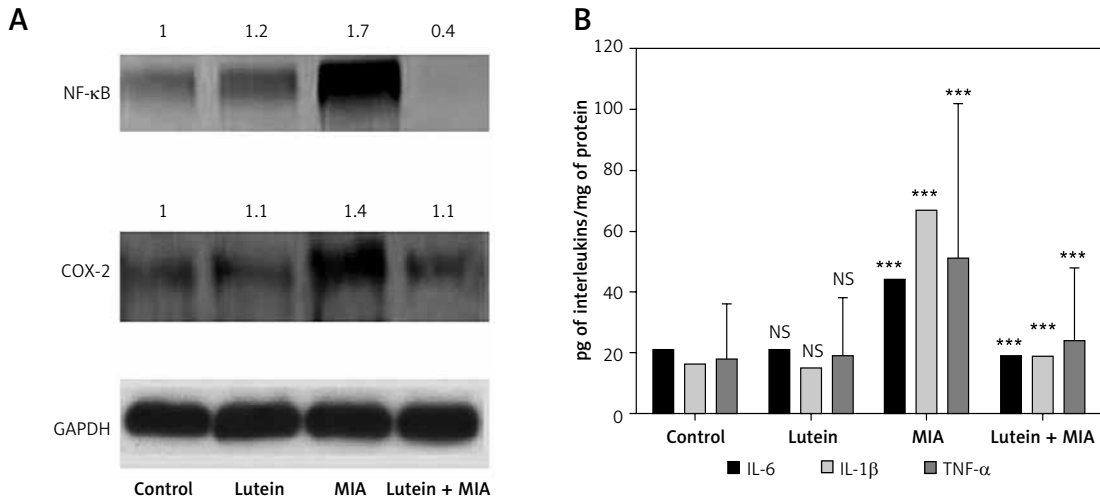 A
1 1.2 1.7 0.4
NF-κB
1 1.1 1.4 1.1
COX-2
GAPDH
Control Lutein MIA Lutein + MIA
B
pg of interleukins/mg of protein
120
100
80
60
40
20
0
NS NS NS
*** *** ***
*** *** ***
Control Lutein MIA Lutein + MIA
IL-6 IL-1β TNF-α